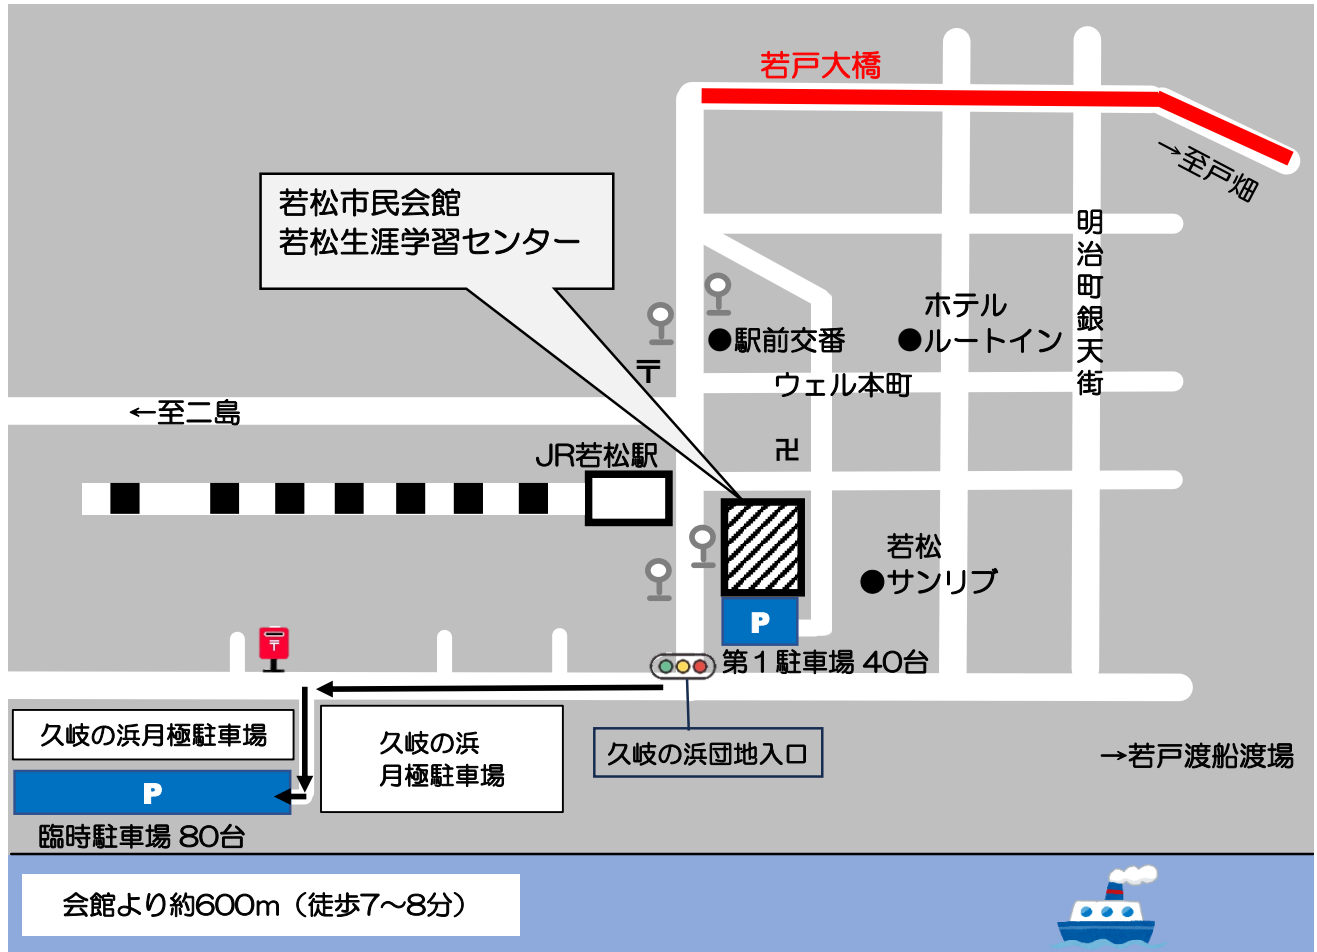 若戸大橋
→至戸畑
若松市民会館
若松生涯学習センター
明治町銀天街
ホテル
●ルートイン
●駅前交番
〒
ウェル本町
←至二島
JR若松駅
卍
若松
●サンリブ
P
第1駐車場 40台
〒
久岐の浜月極駐車場
久岐の浜
月極駐車場
久岐の浜団地入口
→若戸渡船渡場
P
臨時駐車場 80台
会館より約600m（徒歩7～8分）